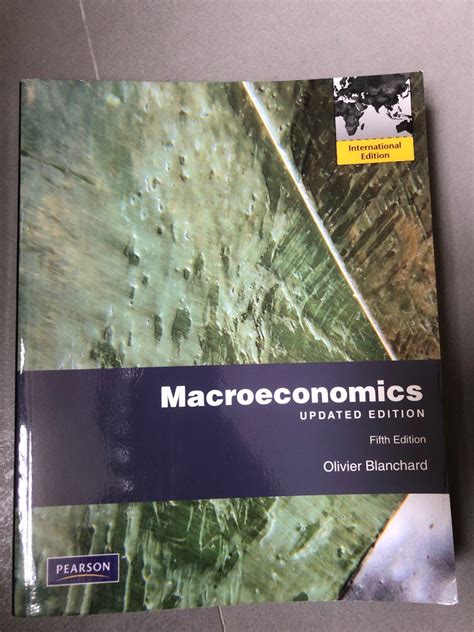 International
Edition
Macroeconomics
UPDATED EDITION
Fifth Edition
Olivier Blanchard
PEARSON